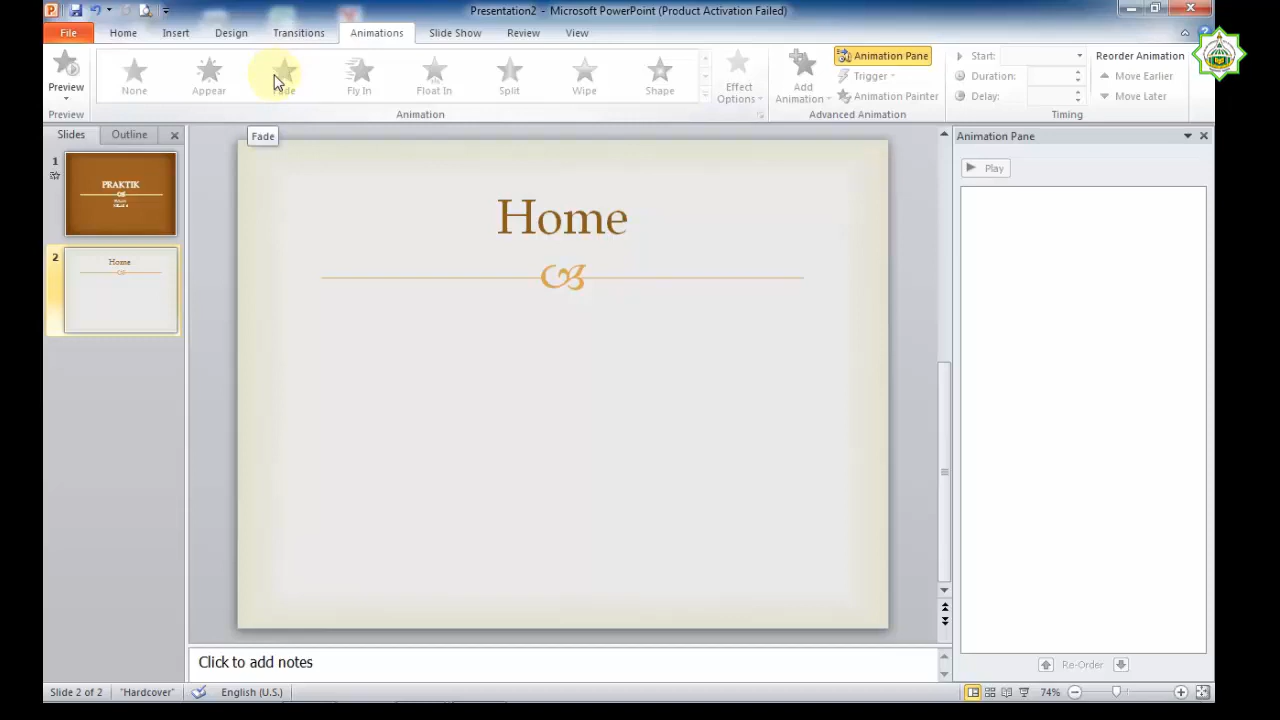 Presentation2 - Microsoft PowerPoint (Product Activation Failed)
File Home Insert Design Transitions Animations Slide Show Review View
Preview
None Appear Fade Fly In Float In Split Wipe Shape
Effect Options
Add Animation
Animation Pane
Trigger
Animation Painter
Start:
Duration:
Delay:
Reorder Animation
Move Earlier
Move Later
Preview Animation Advanced Animation Timing
Slides Outline
Fade
Animation Pane
Play
1
PRAKTIK
2
Home
Home
Re-Order
Click to add notes
Slide 2 of 2 "Hardcover" English (U.S.) 74%